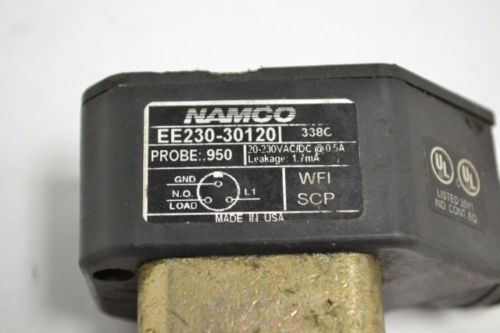 NAMCO
EE230-30120 338C
PROBE: .950 20-230VAC/DC @ 0.5A
Leakage: 1.7mA
GND
N.O. L1
LOAD
WFI
SCP
MADE IN USA
UL UL
LISTED
IND CONT EQ